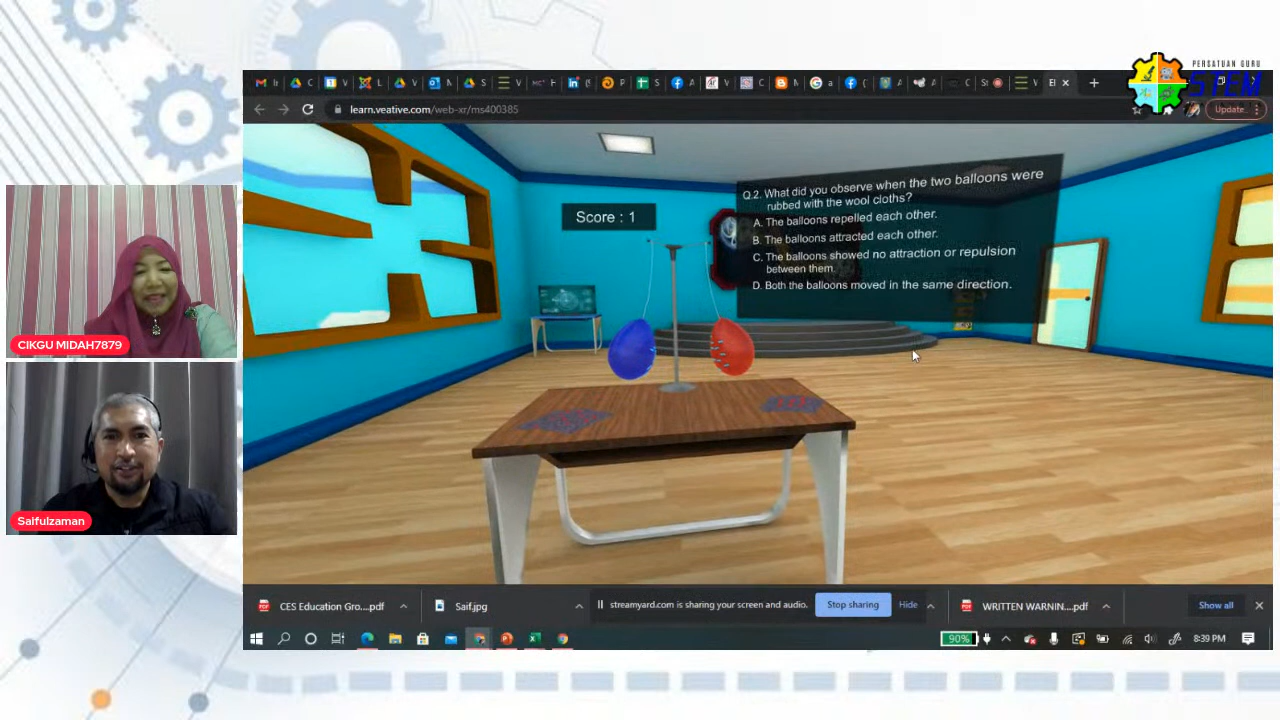 PERSATUAN GURU
STEM
learn.veative.com/web-xr/ms400385
Update
Score : 1
Q.2. What did you observe when the two balloons were
rubbed with the wool cloths?
A. The balloons repelled each other.
B. The balloons attracted each other.
C. The balloons showed no attraction or repulsion
between them.
D. Both the balloons moved in the same direction.
CIKGU MIDAH7879
Saifulzaman
CES Education Gro....pdf
Saif.jpg
streamyard.com is sharing your screen and audio.
Stop sharing
Hide
WRITTEN WARNIN....pdf
Show all
90%
8:39 PM